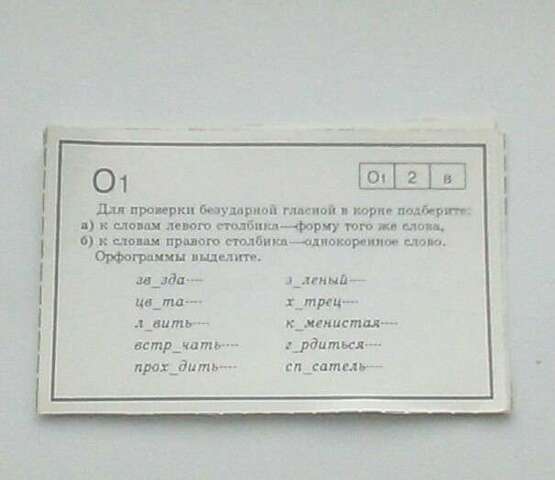 О1
О1 2 в
Для проверки безударной гласной в корне подберите:
а) к словам левого столбика—форму того же слова,
б) к словам правого столбика—однокоренное слово.
Орфограммы выделите.
зв_зда---- з_леный----
цв_та---- х_трец----
л_вить---- к_менистая----
встр_чать---- г_рдиться----
прох_дить---- сп_сатель----